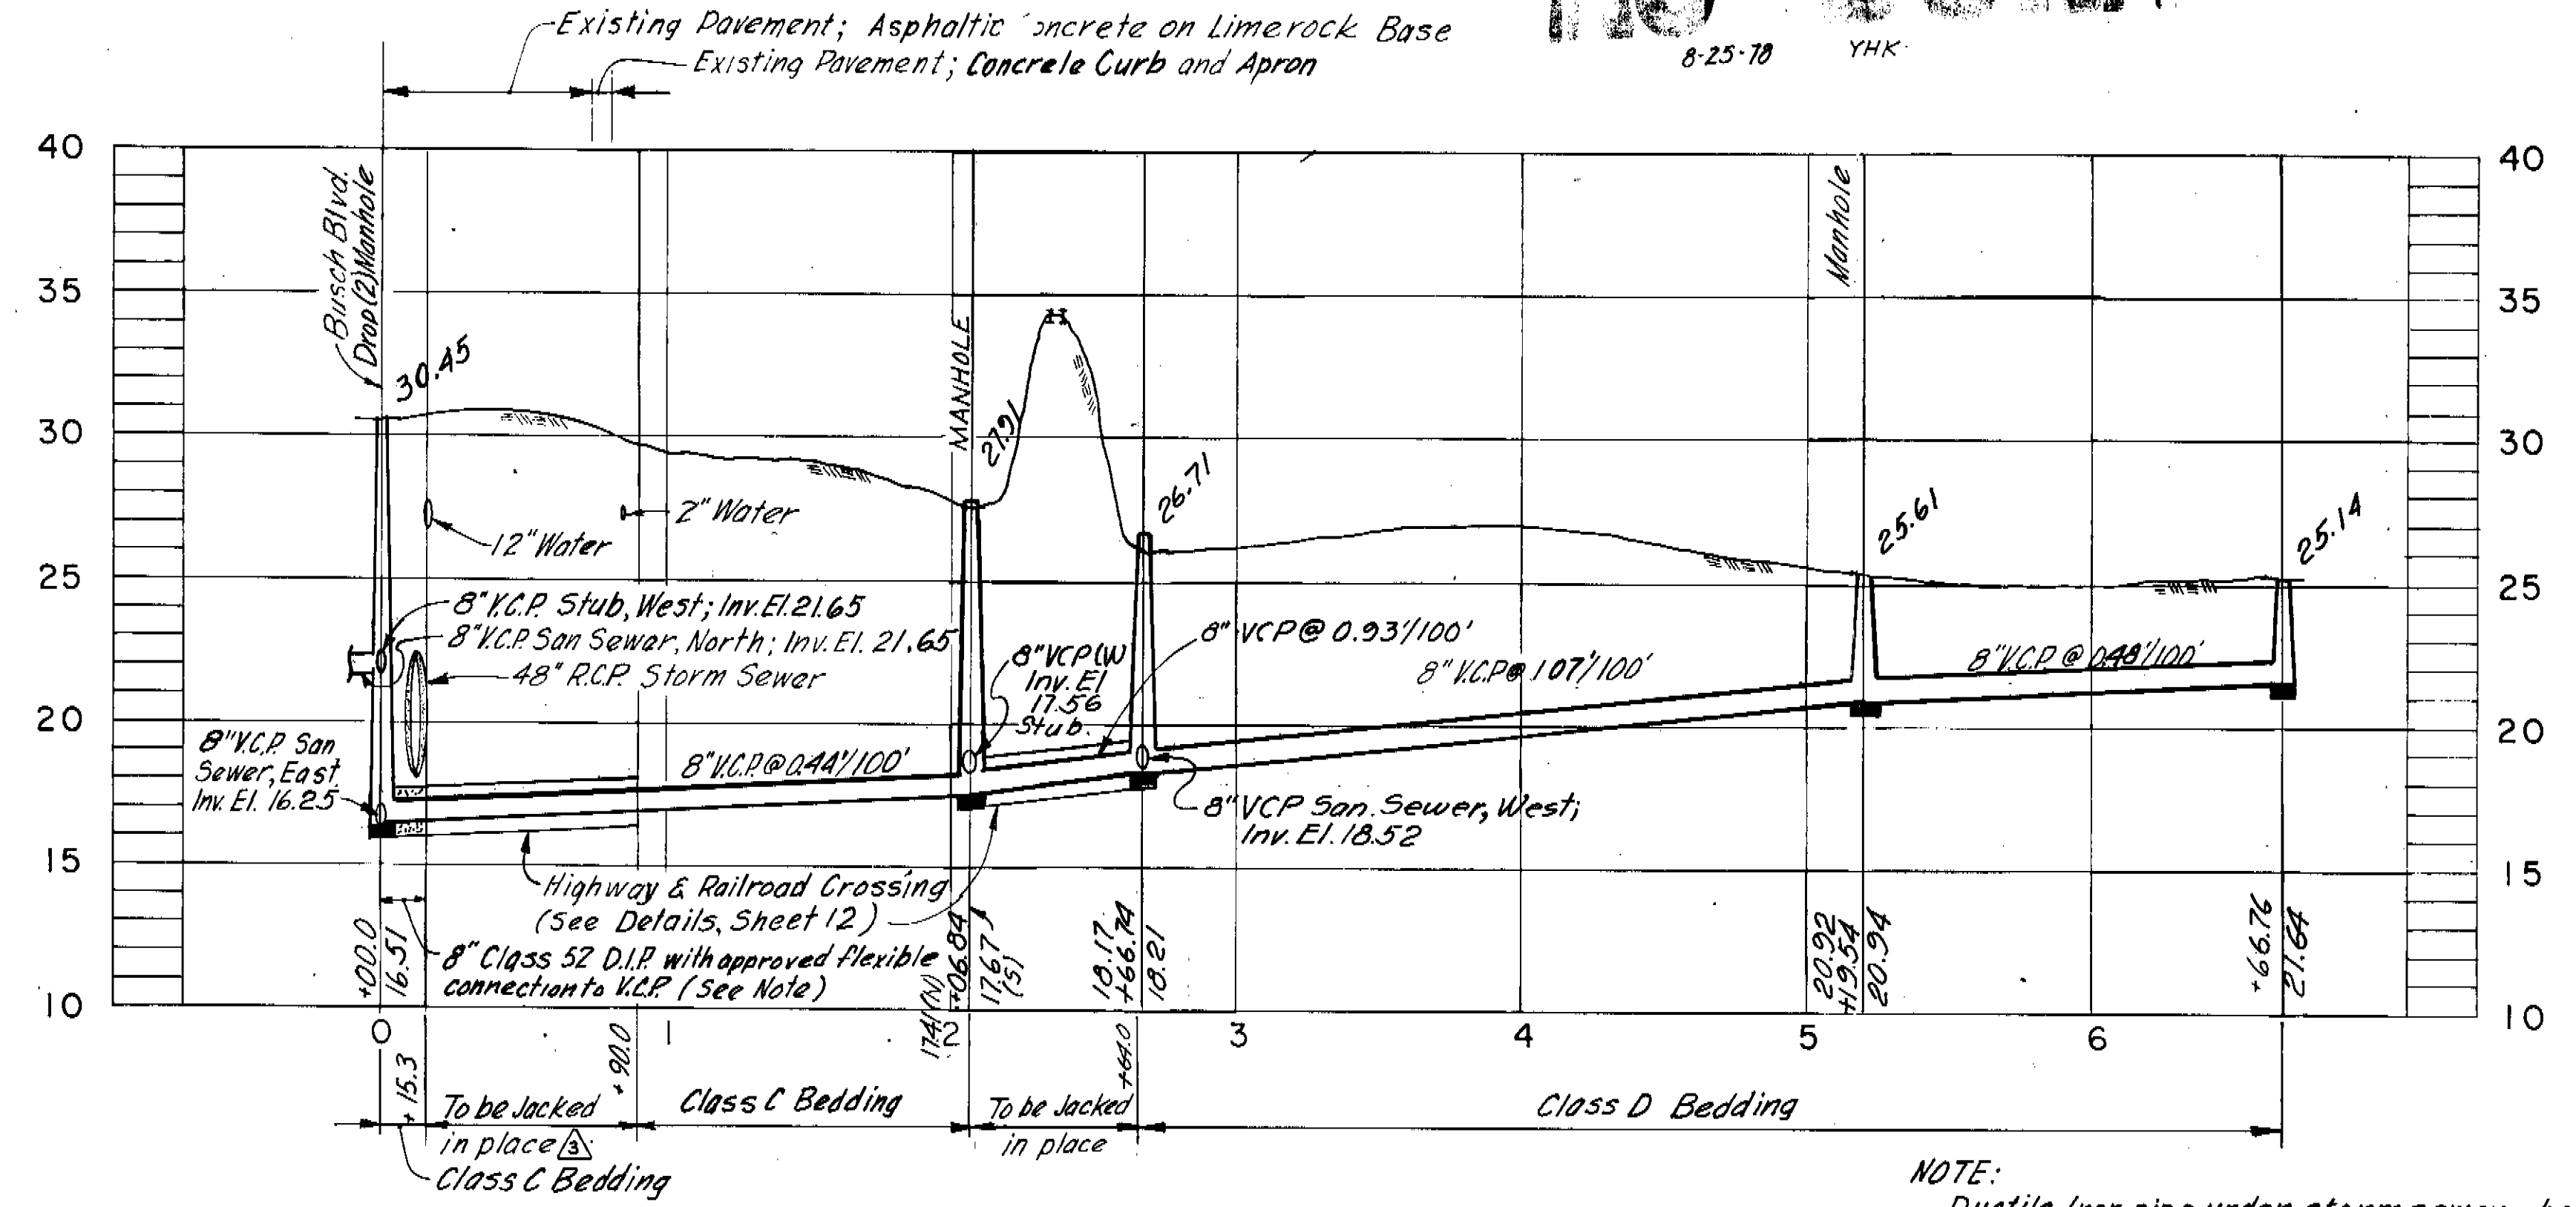 Existing Pavement; Asphaltic oncrete on Limerock Base
Existing Pavement; Concrete Curb and Apron
8-25-78 YHK
40
35
30
25
20
15
10
40
35
30
25
20
15
10
Busch Blvd.
Drop (2) Manhole
30.45
MANHOLE
27.91
26.71
Manhole
25.61
25.14
12" Water
2" Water
8" V.C.P. Stub, West; Inv. El. 21.65
8" V.C.P. San Sewer, North; Inv. El. 21.65
48" R.C.P. Storm Sewer
8" V.C.P. San
Sewer, East
Inv. El. 16.25
8" V.C.P. @ 0.44'/100'
8" VCP (W
Inv. El
17.56
Stub.
8" VCP @ 0.93'/100'
8" V.C.P. @ 1.07'/100'
8" V.C.P. @ 0.48'/100'
8" VCP San. Sewer, West;
Inv. El. 18.52
Highway & Railroad Crossing
(See Details, Sheet 12)
8" Class 52 D.I.P. with approved flexible
connection to V.C.P. (See Note)
+00.0
16.51
17.41(N)
+06.84
17.67
(S)
18.17
+66.74
18.21
20.92
+19.54
20.94
+66.76
21.64
0 1 2 3 4 5 6
+15.3
+90.0
+64.0
To be Jacked
in place 3
Class C Bedding
Class C Bedding
To be Jacked
in place
Class D Bedding
NOTE: